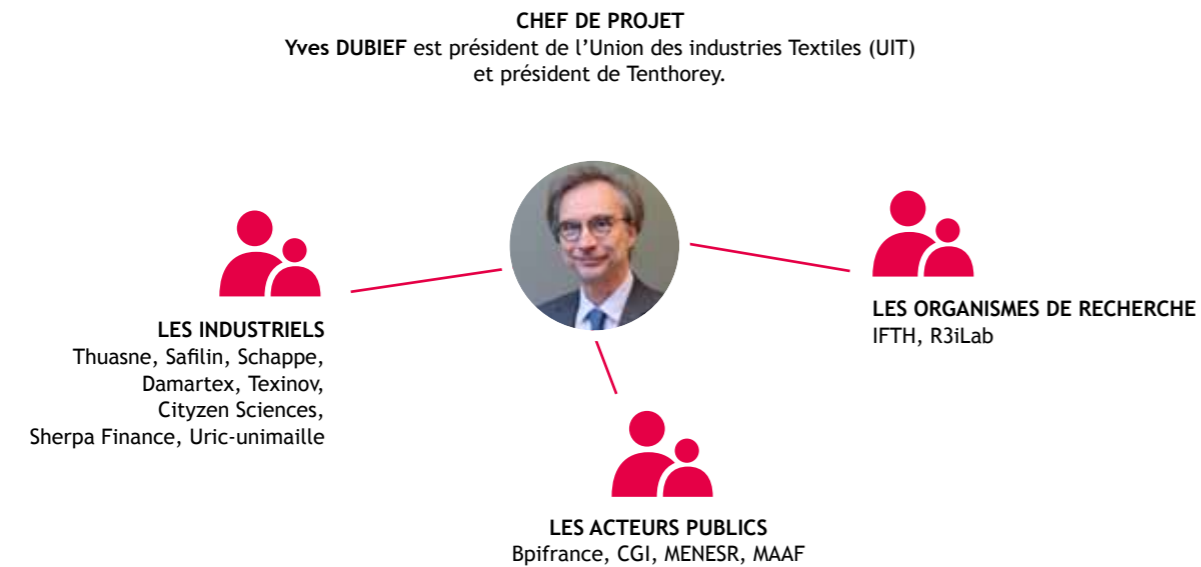 CHEF DE PROJET
Yves DUBIEF est président de l'Union des industries Textiles (UIT)
et président de Tenthorey.
LES INDUSTRIELS
Thuasne, Safilin, Schappe,
Damartex, Texinov,
Cityzen Sciences,
Sherpa Finance, Uric-unimaille
LES ORGANISMES DE RECHERCHE
IFTH, R3iLab
LES ACTEURS PUBLICS
Bpifrance, CGI, MENESR, MAAF